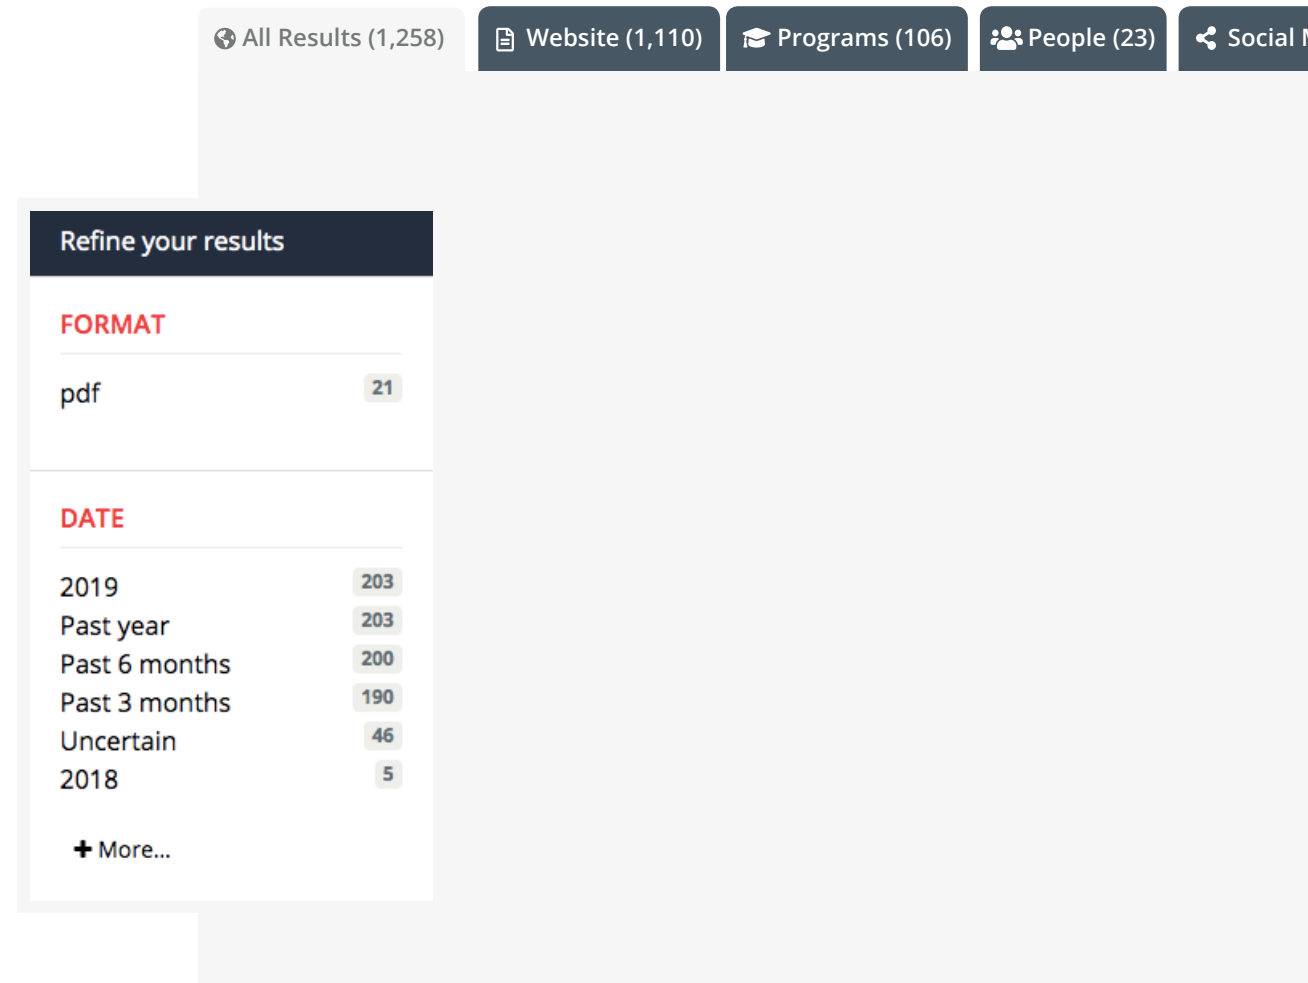 All Results (1,258) Website (1,110) Programs (106) People (23) Social
Refine your results
FORMAT
pdf 21
DATE
2019 203
Past year 203
Past 6 months 200
Past 3 months 190
Uncertain 46
2018 5
More...